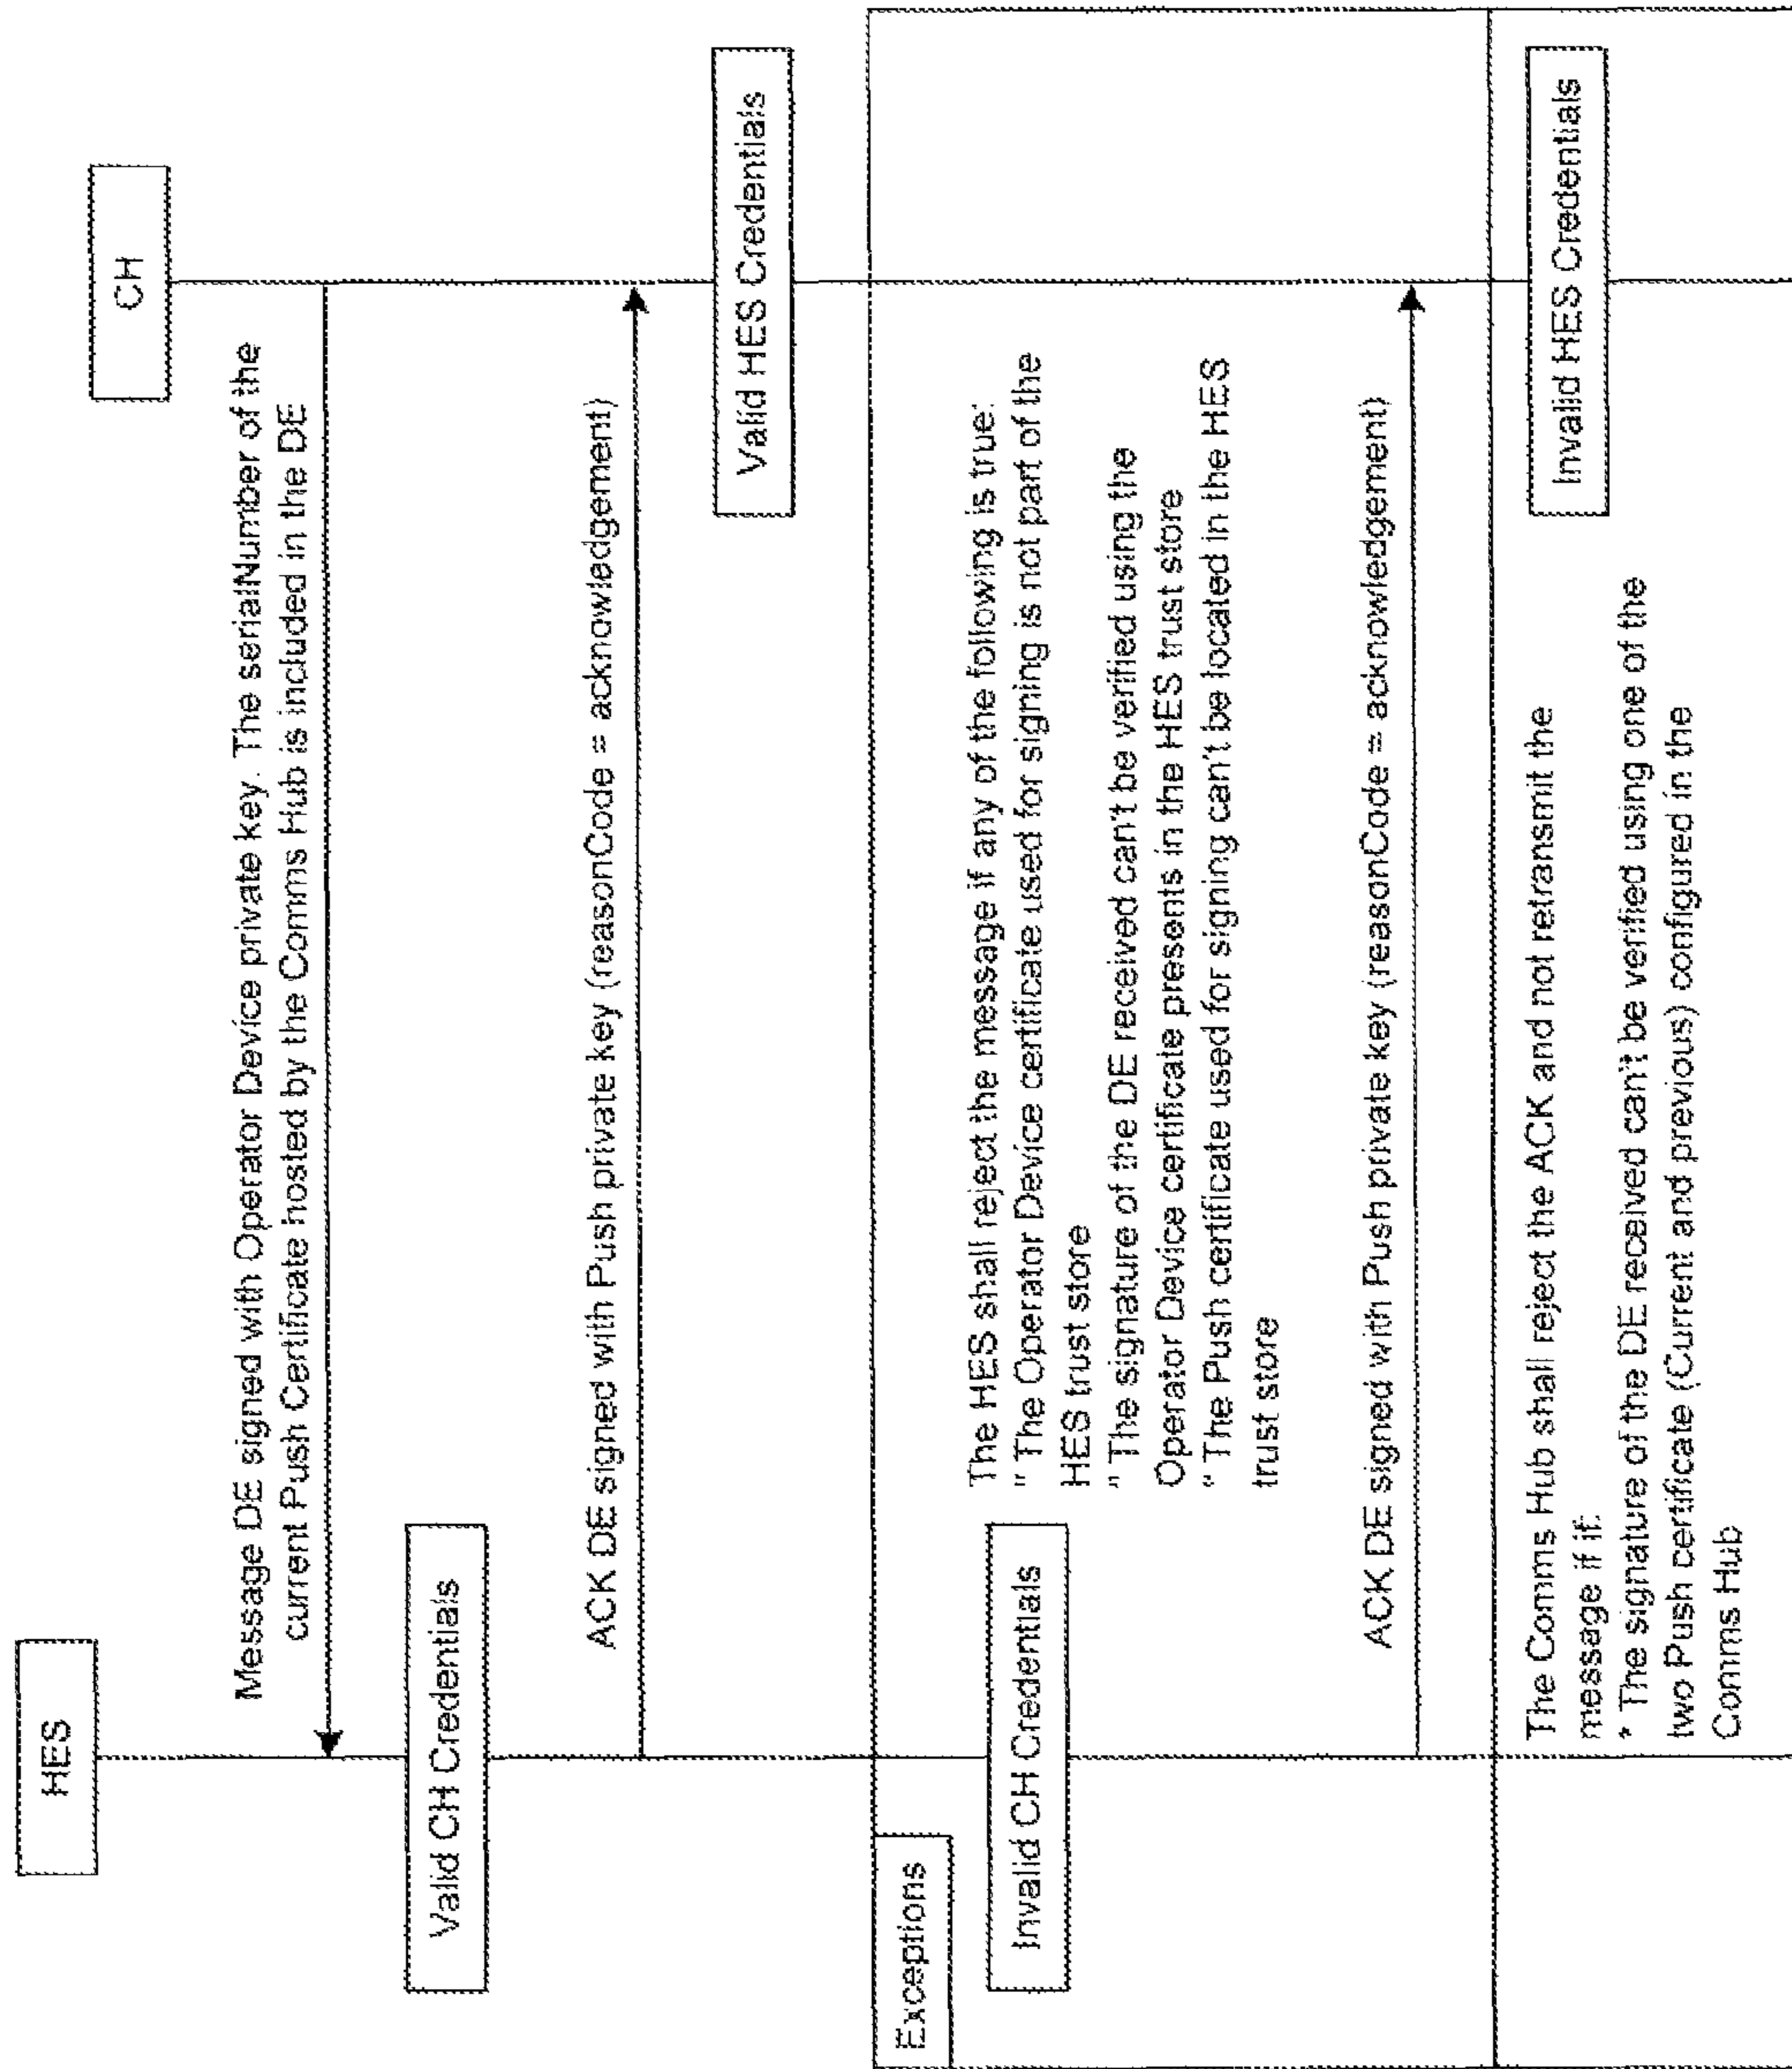 HES
CH
Message DE signed with Operator Device private key. The serialNumber of the
current Push Certificate hosted by the Comms Hub is included in the DE
Valid CH Credentials
ACK DE signed with Push private key (reasonCode = acknowledgement)
Valid HES Credentials
Exceptions
Invalid CH Credentials
The HES shall reject the message if any of the following is true:
" The Operator Device certificate used for signing is not part of the
HES trust store
" The signature of the DE received can't be verified using the
Operator Device certificate presents in the HES trust store
" The Push certificate used for signing can't be located in the HES
trust store
ACK DE signed with Push private key (reasonCode = acknowledgement)
Invalid HES Credentials
The Comms Hub shall reject the ACK and not retransmit the
message if it:
* The signature of the DE received can't be verified using one of the
two Push certificate (Current and previous) configured in the
Comms Hub